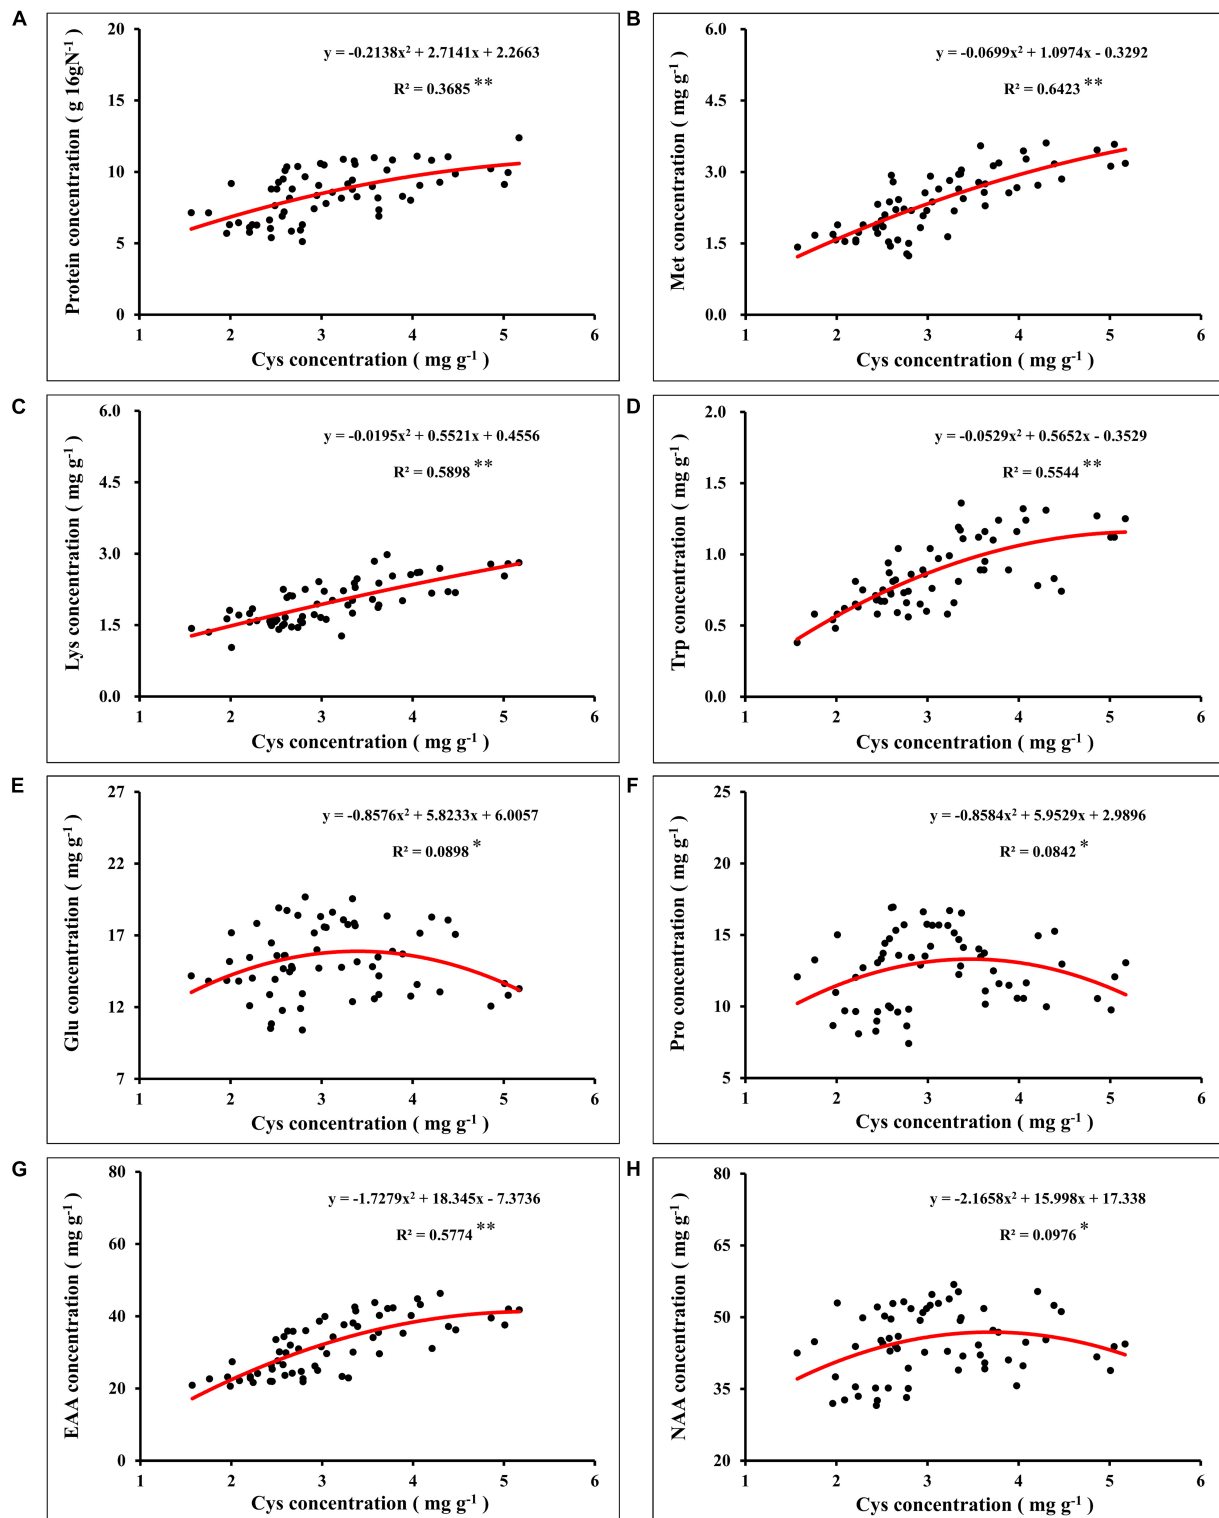 A
y = -0.2138x² + 2.7141x + 2.2663
R² = 0.3685 **
Protein concentration ( g 16gN⁻¹ )
20
15
10
5
0
1 2 3 4 5 6
Cys concentration ( mg g⁻¹ )
B
y = -0.0699x² + 1.0974x - 0.3292
R² = 0.6423 **
Met concentration ( mg g⁻¹ )
6.0
4.5
3.0
1.5
0.0
1 2 3 4 5 6
Cys concentration ( mg g⁻¹ )
C
y = -0.0195x² + 0.5521x + 0.4556
R² = 0.5898 **
Lys concentration ( mg g⁻¹ )
6.0
4.5
3.0
1.5
0.0
1 2 3 4 5 6
Cys concentration ( mg g⁻¹ )
D
y = -0.0529x² + 0.5652x - 0.3529
R² = 0.5544 **
Trp concentration ( mg g⁻¹ )
2.0
1.5
1.0
0.5
0.0
1 2 3 4 5 6
Cys concentration ( mg g⁻¹ )
E
y = -0.8576x² + 5.8233x + 6.0057
R² = 0.0898 *
Glu concentration ( mg g⁻¹ )
27
22
17
12
7
1 2 3 4 5 6
Cys concentration ( mg g⁻¹ )
F
y = -0.8584x² + 5.9529x + 2.9896
R² = 0.0842 *
Pro concentration ( mg g⁻¹ )
25
20
15
10
5
1 2 3 4 5 6
Cys concentration ( mg g⁻¹ )
G
y = -1.7279x² + 18.345x - 7.3736
R² = 0.5774 **
EAA concentration ( mg g⁻¹ )
80
60
40
20
0
1 2 3 4 5 6
Cys concentration ( mg g⁻¹ )
H
y = -2.1658x² + 15.998x + 17.338
R² = 0.0976 *
NAA concentration ( mg g⁻¹ )
80
65
50
35
20
1 2 3 4 5 6
Cys concentration ( mg g⁻¹ )